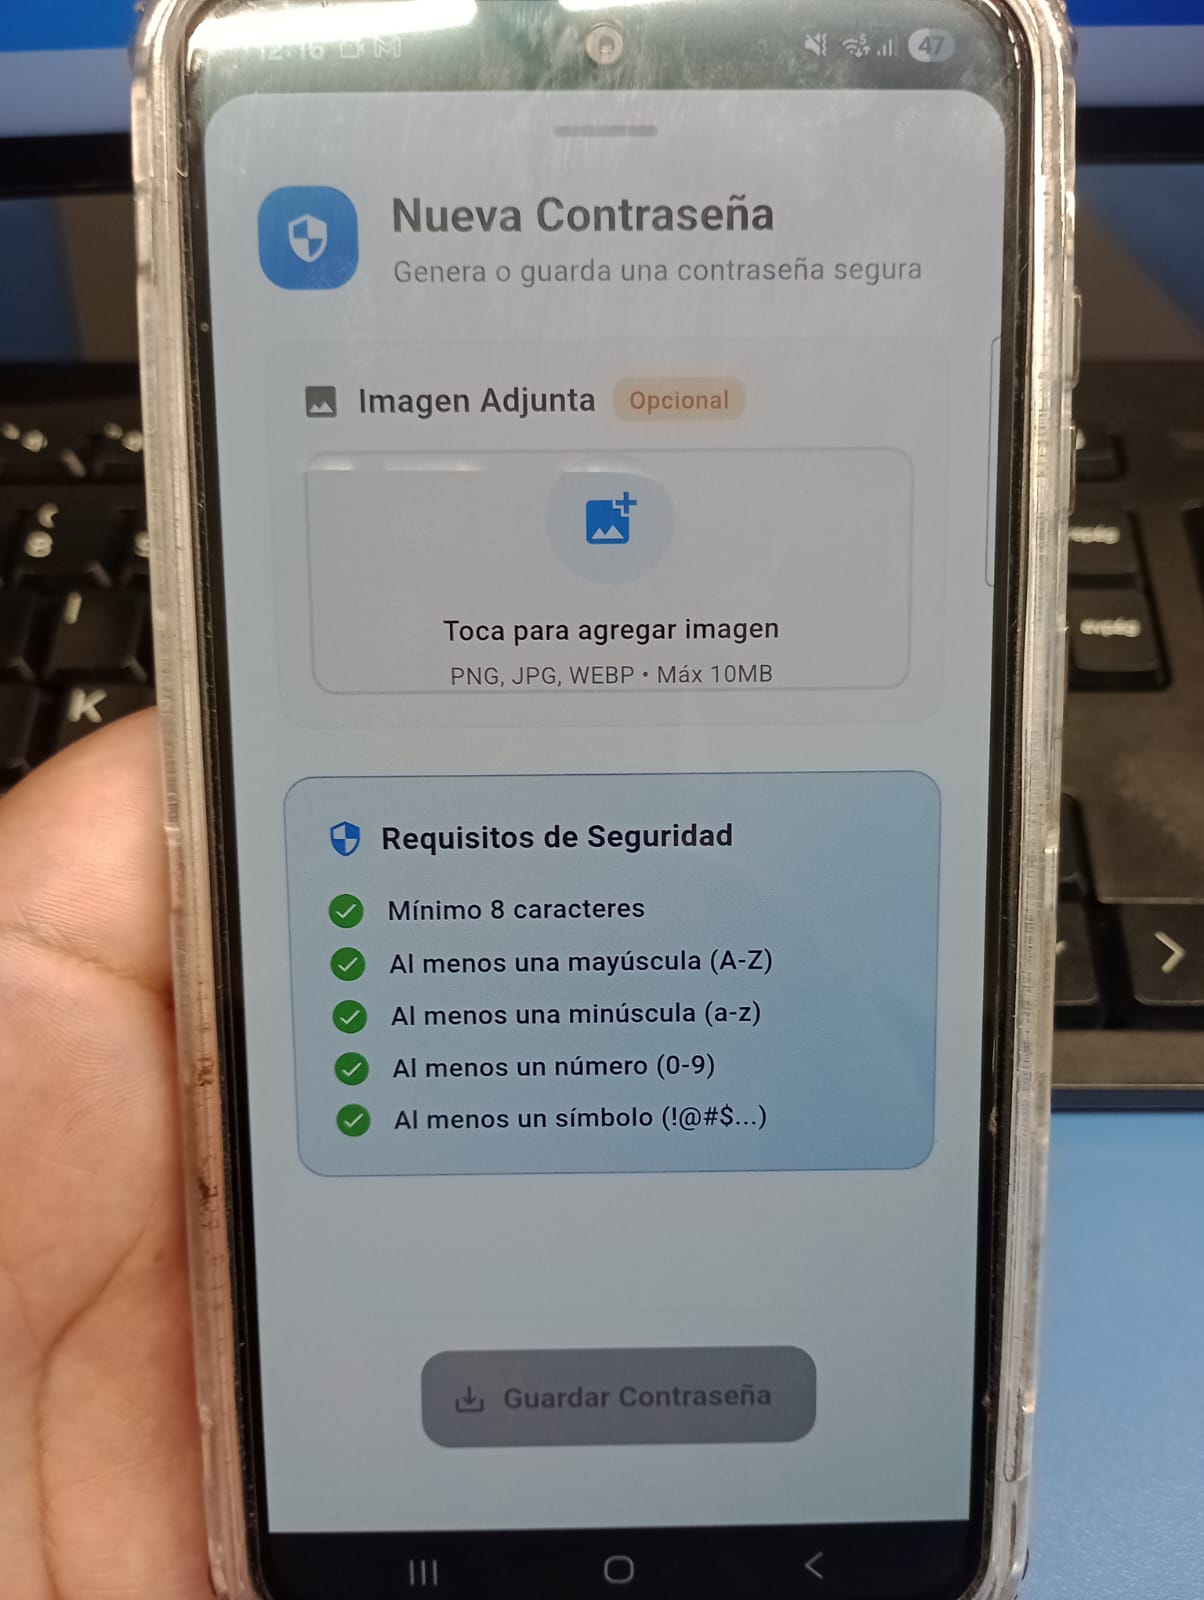 12:15
47
Nueva Contraseña
Genera o guarda una contraseña segura
Imagen Adjunta Opcional
Toca para agregar imagen
PNG, JPG, WEBP • Máx 10MB
Requisitos de Seguridad
Mínimo 8 caracteres
Al menos una mayúscula (A-Z)
Al menos una minúscula (a-z)
Al menos un número (0-9)
Al menos un símbolo (!@#$...)
Guardar Contraseña
K
8